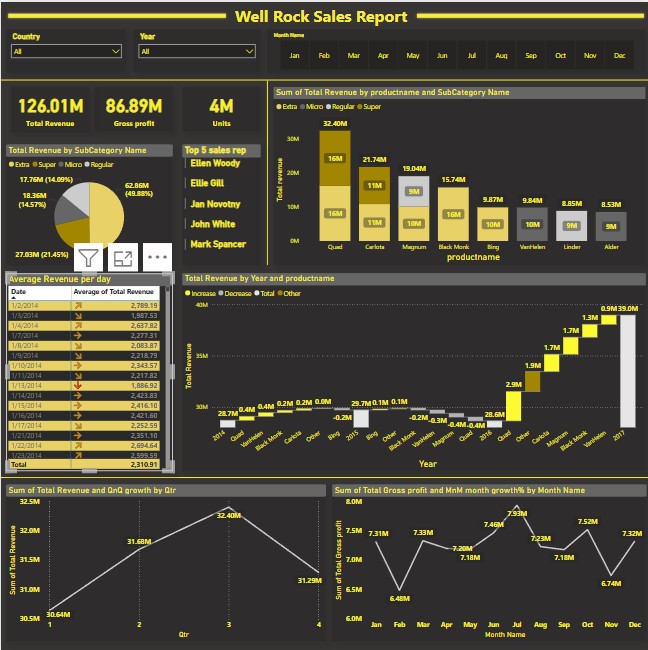 Well Rock Sales Report
Country
All
Year
All
Month Name
Jan Feb Mar Apr May Jun Jul Aug Sep Oct Nov Dec
126.01M
Total Revenue
86.89M
Gross profit
4M
Units
Total Revenue by SubCategory Name
Extra Super Micro Regular
17.76M (14.09%)
18.36M
(14.57%)
62.86M
(49.88%)
27.03M (21.45%)
Top 5 sales rep
Ellen Woody
Ellie Gill
Jan Novotny
John White
Mark Spancer
Sum of Total Revenue by productname and SubCategory Name
Extra Micro Regular Super
Total revenue
30M
20M
10M
0M
32.40M
21.74M
19.04M
15.74M
9.87M
9.84M
8.85M
8.53M
16M
16M
11M
11M
9M
10M
16M
10M
10M
9M
9M
Quad Carlota Magnum Black Monk Bing VanHelen Linder Alder
productname
Average Revenue per day
Date Average of Total Revenue
1/2/2014 2,789.19
1/3/2014 1,987.53
1/4/2014 2,637.82
1/7/2014 2,277.31
1/8/2014 2,083.87
1/9/2014 2,218.79
1/10/2014 2,343.57
1/11/2014 2,217.82
1/13/2014 1,886.92
1/14/2014 2,423.83
1/15/2014 2,416.10
1/16/2014 2,421.60
1/17/2014 2,252.59
1/21/2014 2,351.10
1/22/2014 2,694.64
1/23/2014 2,599.59
Total 2,310.91
Total Revenue by Year and productname
Increase Decrease Total Other
Total Revenue
40M
35M
30M
28.7M 0.4M 0.4M 0.2M 0.2M 0.0M -0.2M 29.7M 0.1M 0.1M -0.2M -0.3M -0.4M -0.4M 28.6M 2.9M 1.9M 1.7M 1.7M 1.3M 0.9M 39.0M
2014 Quad VanHelen Black Monk Carlota Other Bing 2015 Bing Other Black Monk VanHelen Magnum Quad 2016 Quad Other Carlota Magnum Black Monk VanHelen 2017
Year
Sum of Total Revenue and QnQ growth by Qtr
Sum of Total Revenue
32.5M
32.0M
31.5M
31.0M
30.5M
30.64M
31.68M
32.40M
31.29M
1 2 3 4
Qtr
Sum of Total Gross profit and MnM month growth% by Month Name
Sum of Total Gross profit
8.0M
7.5M
7.0M
6.5M
6.0M
7.31M
6.48M
7.33M
7.20M
7.18M
7.46M
7.93M
7.23M
7.18M
7.52M
6.74M
7.32M
Jan Feb Mar Apr May Jun Jul Aug Sep Oct Nov Dec
Month Name